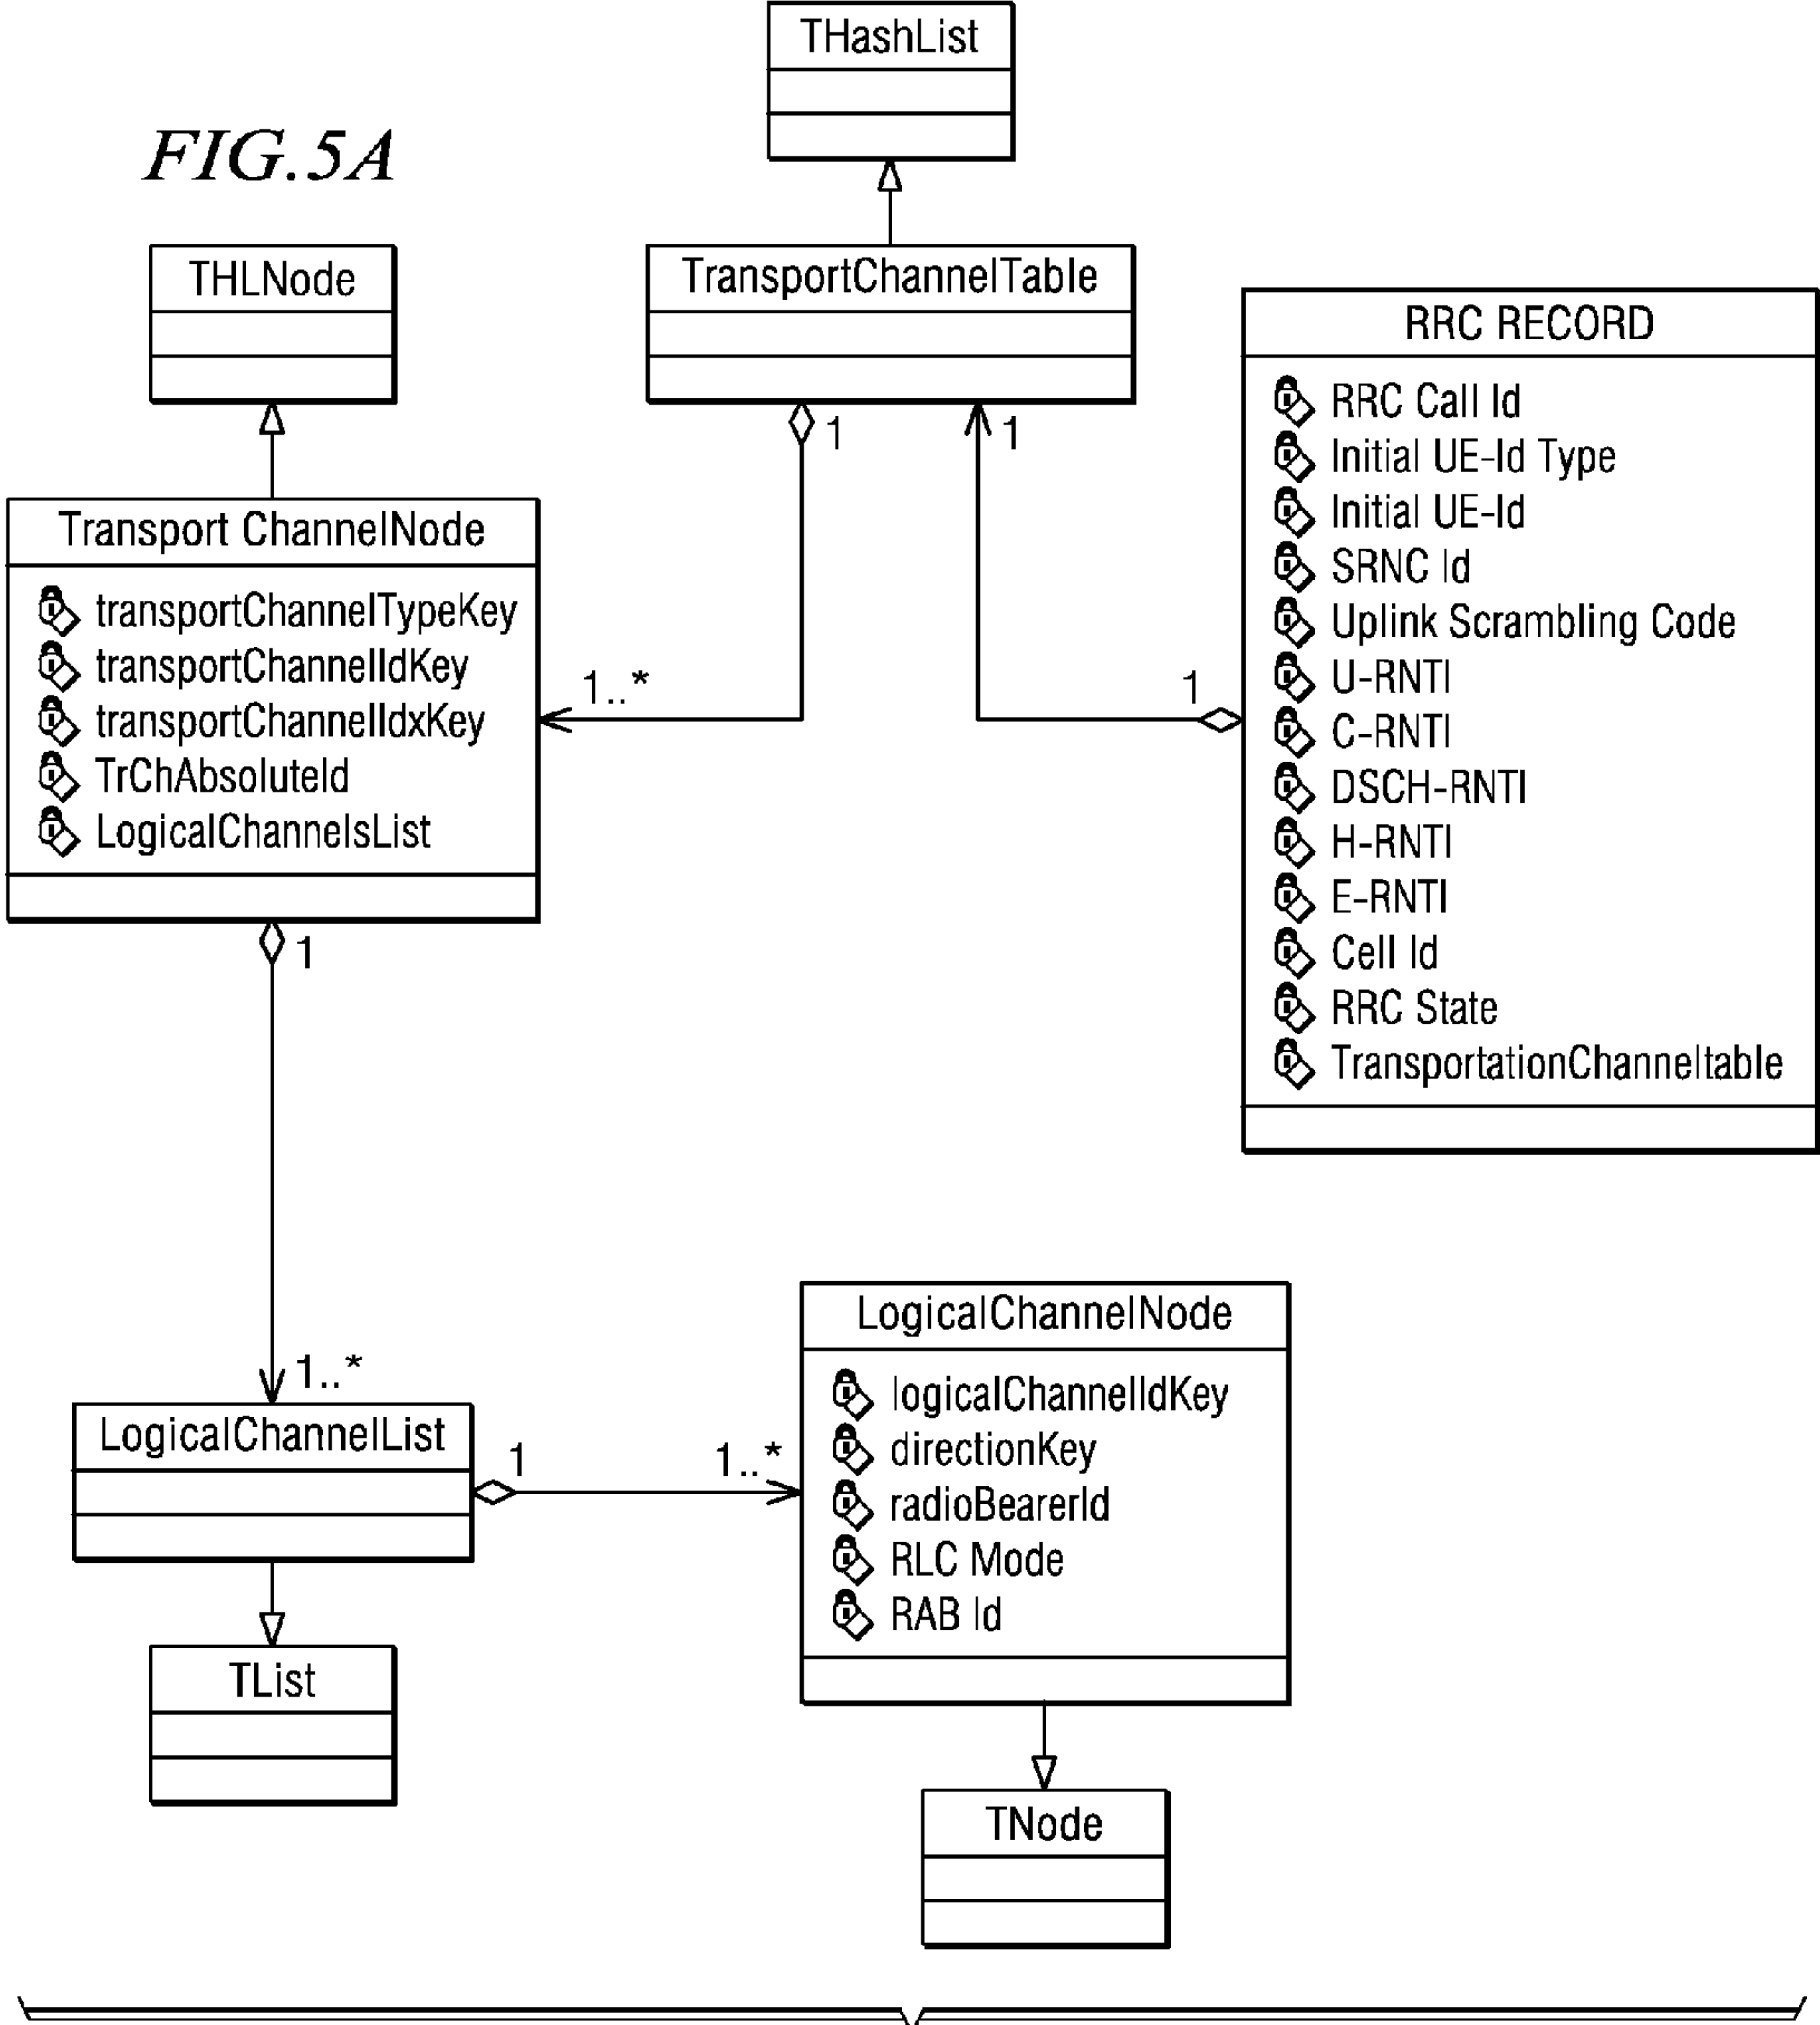 THashList
FIG.5A
THLNode
TransportChannelTable
RRC RECORD
RRC Call Id
Initial UE-Id Type
Initial UE-Id
SRNC Id
Uplink Scrambling Code
U-RNTI
C-RNTI
DSCH-RNTI
H-RNTI
E-RNTI
Cell Id
RRC State
TransportationChanneltable
1
1
1
1..*
Transport ChannelNode
transportChannelTypeKey
transportChannelIdKey
transportChannelIdxKey
TrChAbsoluteId
LogicalChannelsList
1
1..*
LogicalChannelList
1
1..*
LogicalChannelNode
logicalChannelIdKey
directionKey
radioBearerId
RLC Mode
RAB Id
TList
TNode